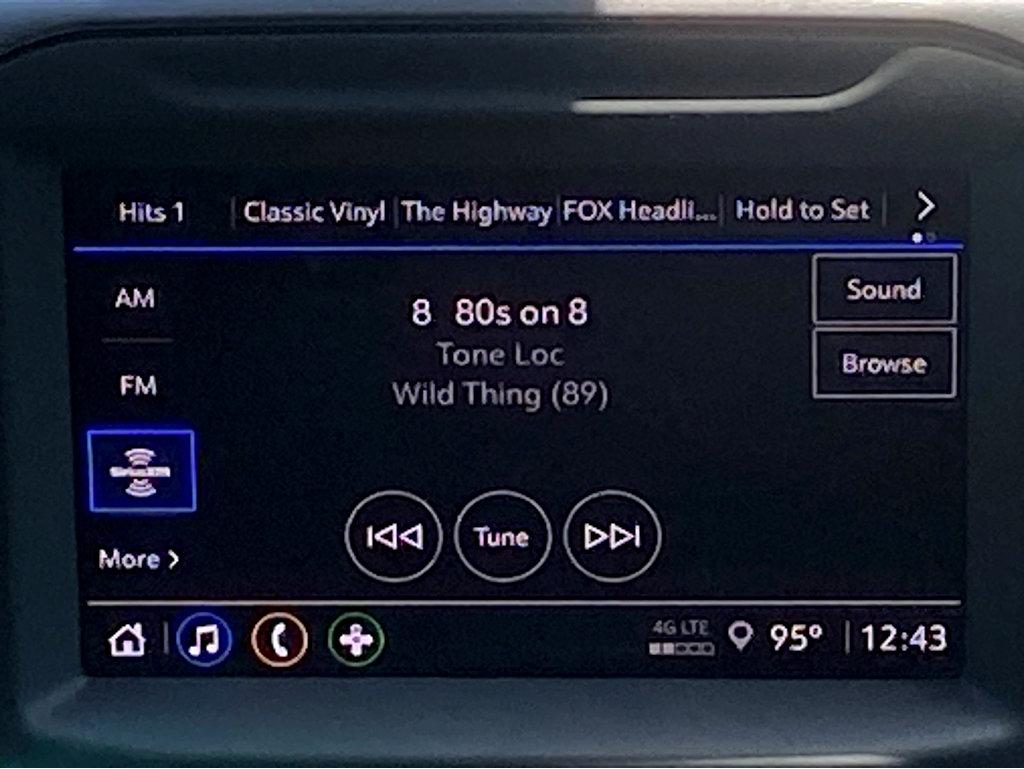 Hits 1
Classic Vinyl
The Highway
FOX Headli...
Hold to Set
AM
8 80s on 8
Sound
Tone Loc
Browse
FM
Wild Thing (89)
SiriusXM
Tune
More >
4G LTE
95°
12:43